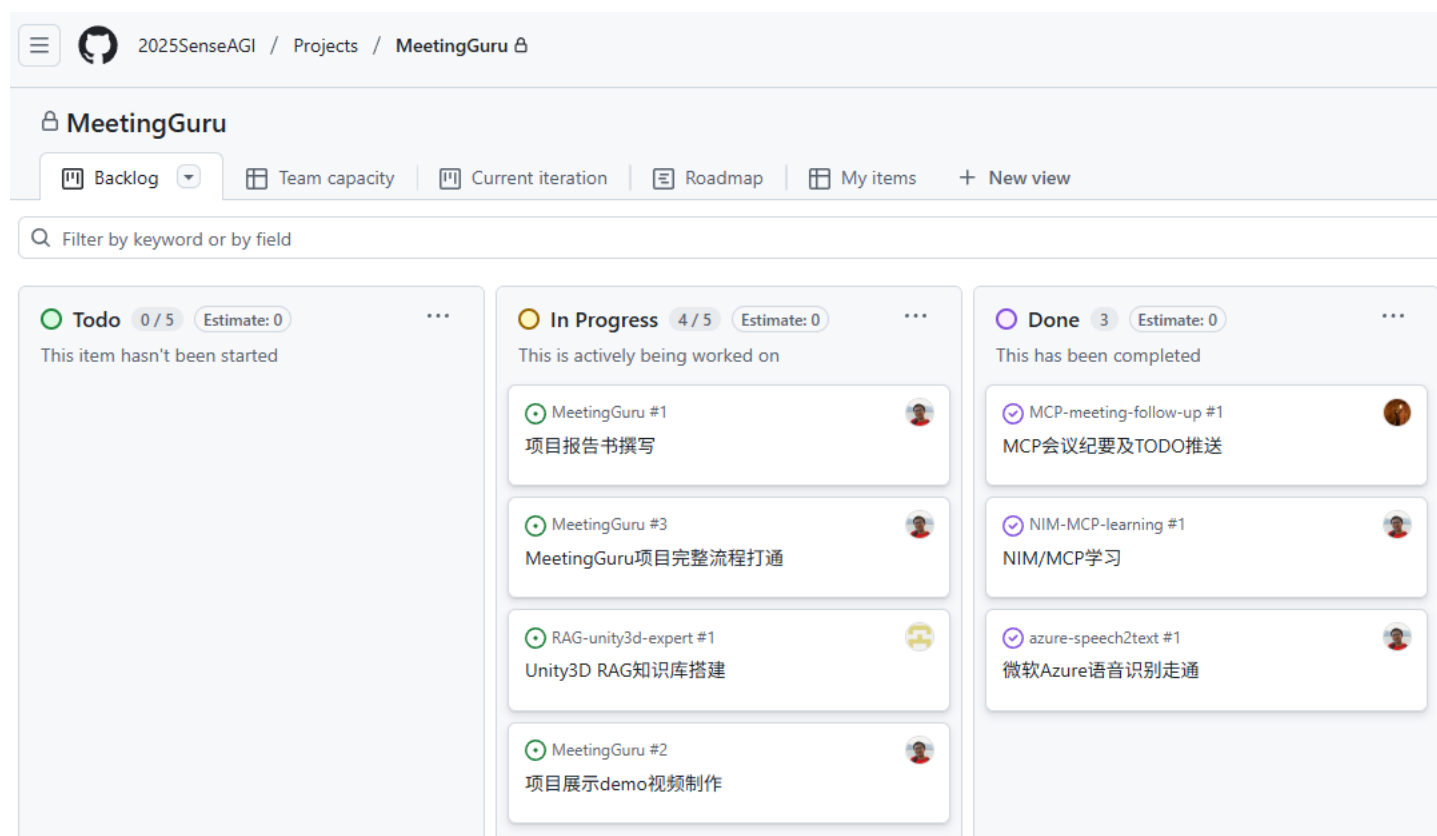 2025SenseAGI / Projects / MeetingGuru
MeetingGuru
Backlog Team capacity Current iteration Roadmap My items + New view
Filter by keyword or by field
Todo 0 / 5 Estimate: 0 ...
This item hasn't been started
In Progress 4 / 5 Estimate: 0 ...
This is actively being worked on
MeetingGuru #1
项目报告书撰写
MeetingGuru #3
MeetingGuru项目完整流程打通
RAG-unity3d-expert #1
Unity3D RAG知识库搭建
MeetingGuru #2
项目展示demo视频制作
Done 3 Estimate: 0 ...
This has been completed
MCP-meeting-follow-up #1
MCP会议纪要及TODO推送
NIM-MCP-learning #1
NIM/MCP学习
azure-speech2text #1
微软Azure语音识别走通